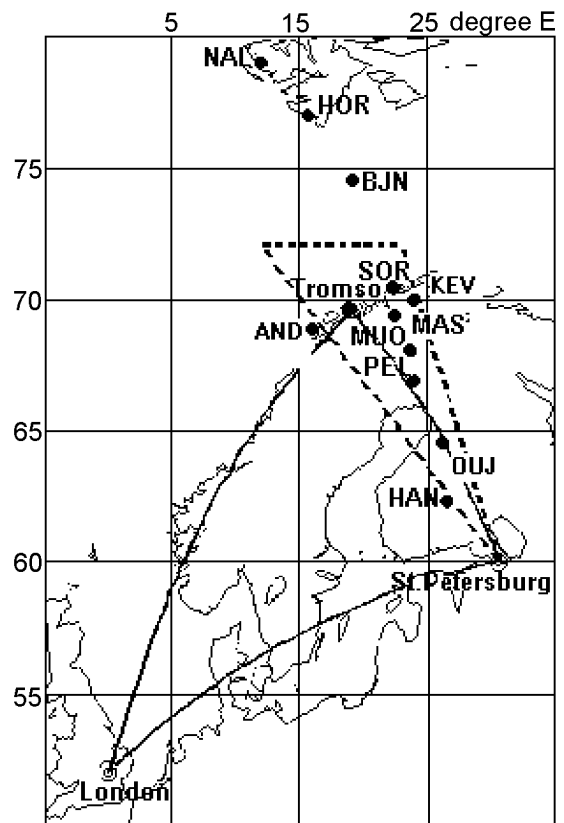 5 15 25 degree E
NAL
HOR
75
BJN
SOR
Tromso
KEV
70
AND
MUO
MAS
PEL
65
OUJ
HAN
60
St.Petersburg
55
London